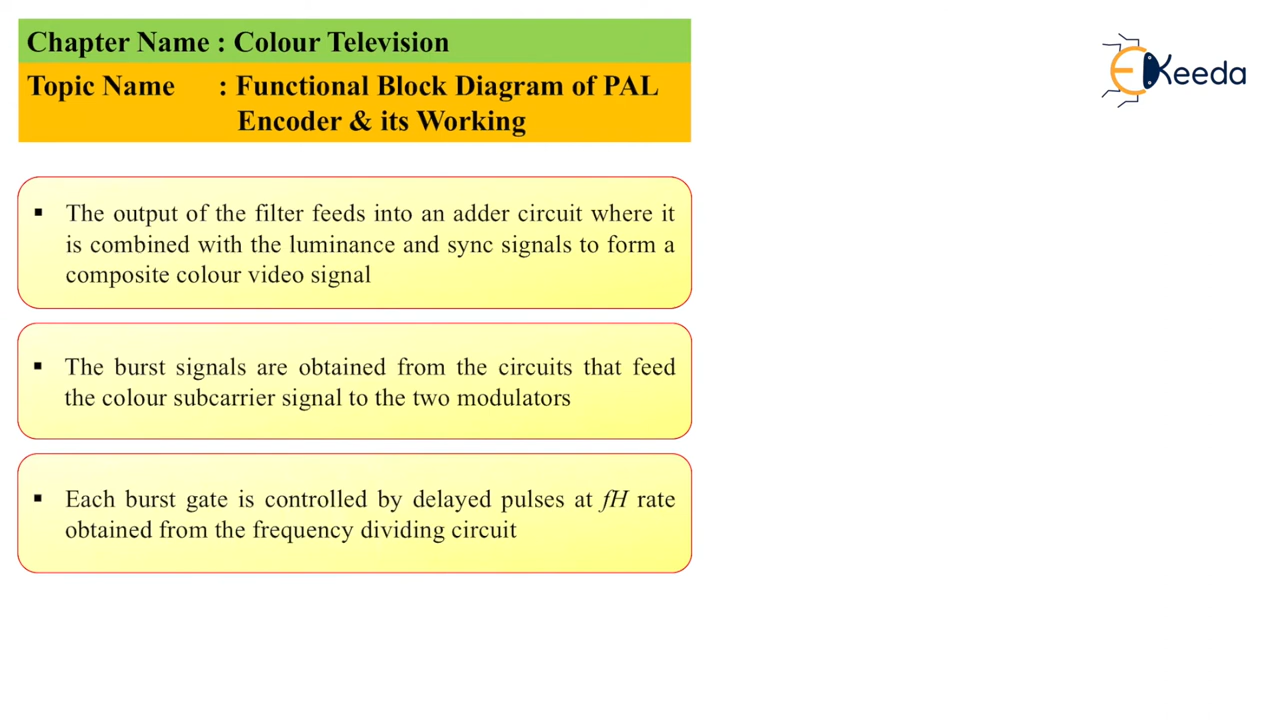 Chapter Name : Colour Television
Topic Name : Functional Block Diagram of PAL
Encoder & its Working
EKeeda
▪ The output of the filter feeds into an adder circuit where it
is combined with the luminance and sync signals to form a
composite colour video signal
▪ The burst signals are obtained from the circuits that feed
the colour subcarrier signal to the two modulators
▪ Each burst gate is controlled by delayed pulses at fH rate
obtained from the frequency dividing circuit